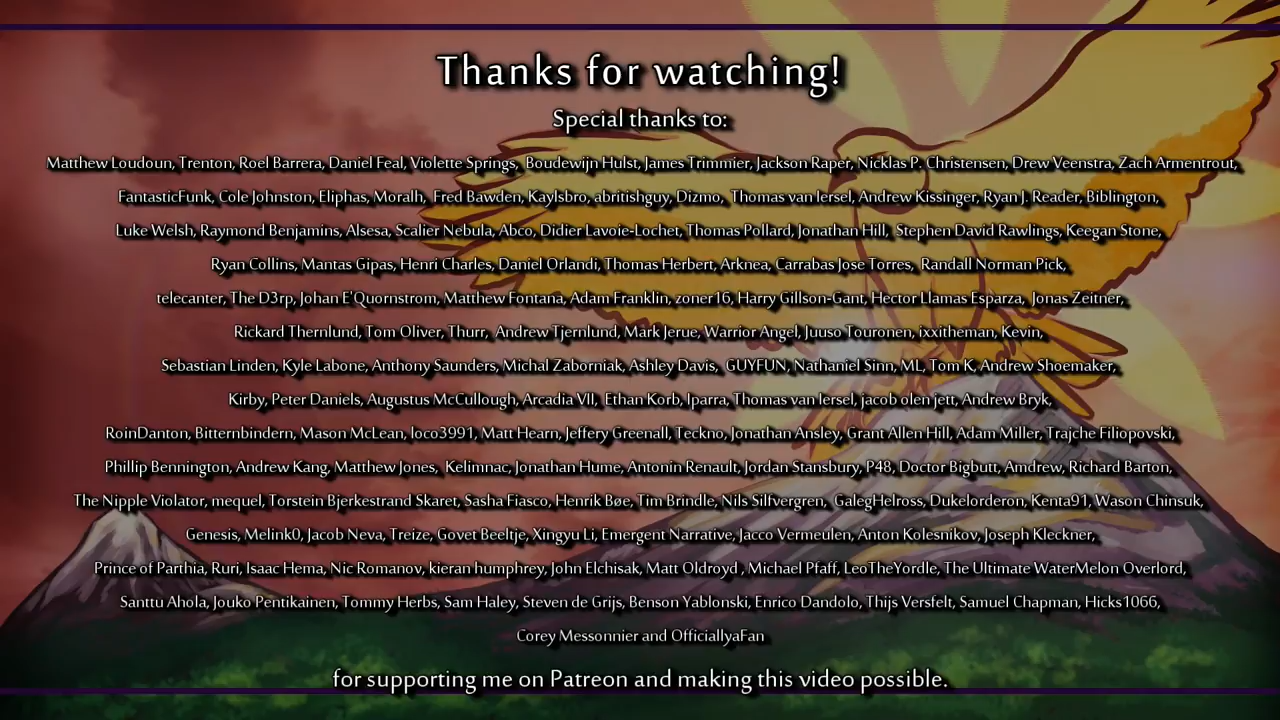 Thanks for watching!
Special thanks to:
Matthew Loudoun, Trenton, Roel Barrera, Daniel Feal, Violette Springs, Boudewijn Hulst, James Trimmier, Jackson Raper, Nicklas P. Christensen, Drew Veenstra, Zach Armentrout,
FantasticFunk, Cole Johnston, Eliphas, Moralh, Fred Bawden, Kaylsbro, abritishguy, Dizmo, Thomas van Iersel, Andrew Kissinger, Ryan J. Reader, Biblington,
Luke Welsh, Raymond Benjamins, Alsesa, Scalier Nebula, Abco, Didier Lavoie-Lochet, Thomas Pollard, Jonathan Hill, Stephen David Rawlings, Keegan Stone,
Ryan Collins, Mantas Gipas, Henri Charles, Daniel Orlandi, Thomas Herbert, Arknea, Carrabas Jose Torres, Randall Norman Pick,
telecanter, The D3rp, Johan E'Quornstrom, Matthew Fontana, Adam Franklin, zoner16, Harry Gillson-Gant, Hector Llamas Esparza, Jonas Zeitner,
Rickard Thernlund, Tom Oliver, Thurr, Andrew Tjernlund, Mark Jerue, Warrior Angel, Juuso Touronen, ixxitheman, Kevin,
Sebastian Linden, Kyle Labone, Anthony Saunders, Michal Zaborniak, Ashley Davis, GUYFUN, Nathaniel Sinn, ML, Tom K, Andrew Shoemaker,
Kirby, Peter Daniels, Augustus McCullough, Arcadia VII, Ethan Korb, Iparra, Thomas van Iersel, jacob olen jett, Andrew Bryk,
RoinDanton, Bitternbindern, Mason McLean, loco3991, Matt Hearn, Jeffery Greenall, Teckno, Jonathan Ansley, Grant Allen Hill, Adam Miller, Trajche Filiopovski,
Phillip Bennington, Andrew Kang, Matthew Jones, Kelimnac, Jonathan Hume, Antonin Renault, Jordan Stansbury, P48, Doctor Bigbutt, Amdrew, Richard Barton,
The Nipple Violator, mequel, Torstein Bjerkestrand Skaret, Sasha Fiasco, Henrik Bøe, Tim Brindle, Nils Silfvergren, GalegHelross, Dukelorderon, Kenta91, Wason Chinsuk,
Genesis, Melink0, Jacob Neva, Treize, Govet Beeltje, Xingyu Li, Emergent Narrative, Jacco Vermeulen, Anton Kolesnikov, Joseph Kleckner,
Prince of Parthia, Ruri, Isaac Hema, Nic Romanov, kieran humphrey, John Elchisak, Matt Oldroyd , Michael Pfaff, LeoTheYordle, The Ultimate WaterMelon Overlord,
Santtu Ahola, Jouko Pentikainen, Tommy Herbs, Sam Haley, Steven de Grijs, Benson Yablonski, Enrico Dandolo, Thijs Versfelt, Samuel Chapman, Hicks1066,
Corey Messonnier and OfficiallyaFan
for supporting me on Patreon and making this video possible.